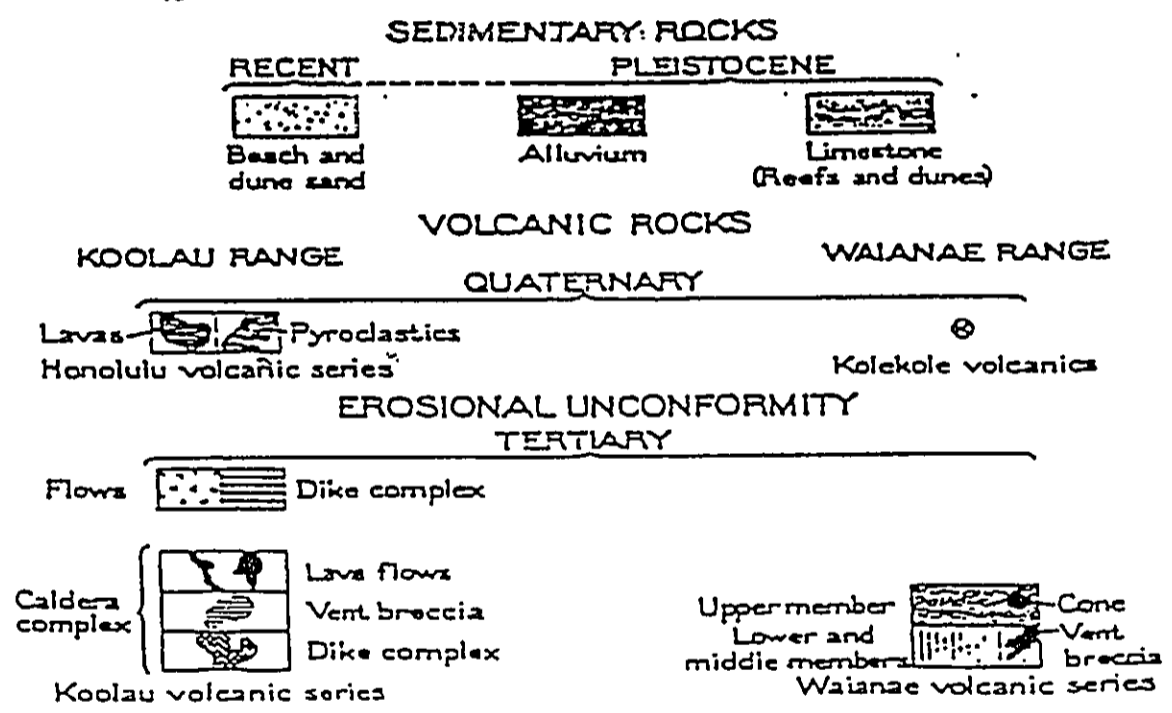 SEDIMENTARY: ROCKS
RECENT PLEISTOCENE
Beach and dune sand
Alluvium
Limestone
(Reefs and dunes)
VOLCANIC ROCKS
KOOLAU RANGE WAIANAE RANGE
QUATERNARY
Lavas Pyroclastics
Honolulu volcanic series
Kolekole volcanics
EROSIONAL UNCONFORMITY
TERTIARY
Flows Dike complex
Caldera complex
Lava flows
Vent breccia
Dike complex
Koolau volcanic series
Upper member Cone
Lower and middle members Vent breccia
Waianae volcanic series